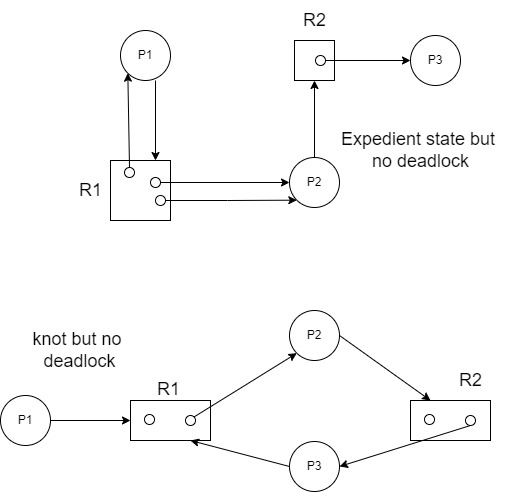 R2
P1
P3
Expedient state but
no deadlock
R1
P2
knot but no
deadlock
P2
R1
R2
P1
P3